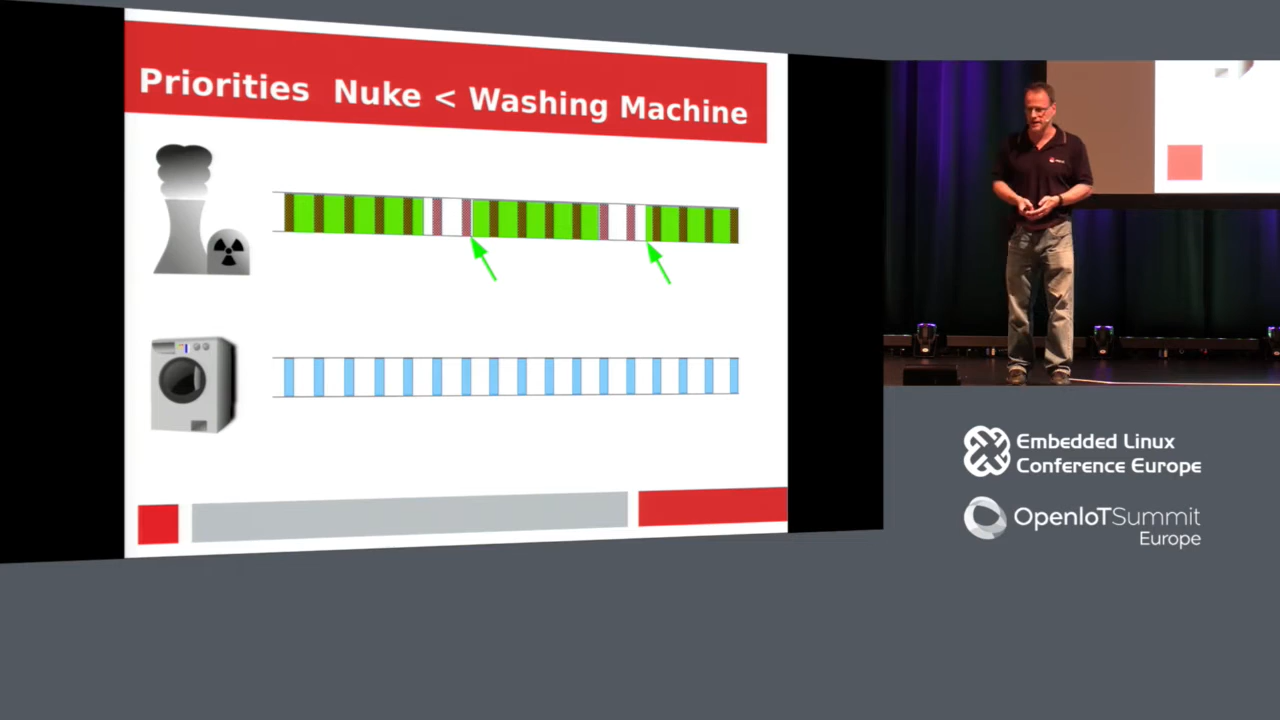 Priorities Nuke < Washing Machine
Embedded Linux
Conference Europe
OpenIoTSummit
Europe